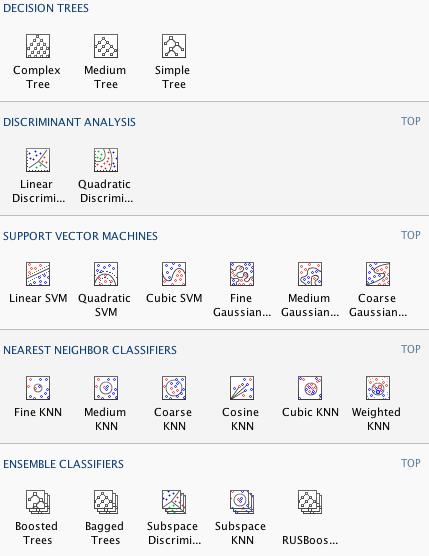 DECISION TREES
Complex Tree
Medium Tree
Simple Tree
DISCRIMINANT ANALYSIS
TOP
Linear Discrimi...
Quadratic Discrimi...
SUPPORT VECTOR MACHINES
TOP
Linear SVM
Quadratic SVM
Cubic SVM
Fine Gaussian...
Medium Gaussian...
Coarse Gaussian...
NEAREST NEIGHBOR CLASSIFIERS
TOP
Fine KNN
Medium KNN
Coarse KNN
Cosine KNN
Cubic KNN
Weighted KNN
ENSEMBLE CLASSIFIERS
TOP
Boosted Trees
Bagged Trees
Subspace Discrimi...
Subspace KNN
RUSBoos...